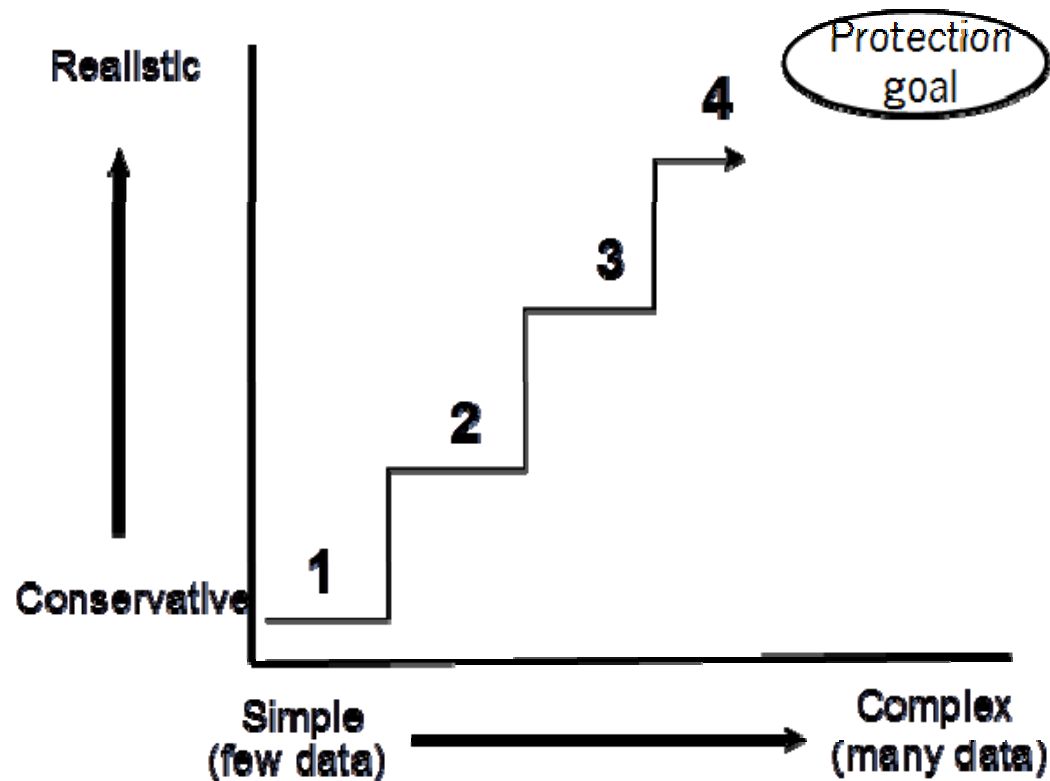 Protection
goal
Realistic
4
3
2
1
Conservative
Simple
(few data)
Complex
(many data)